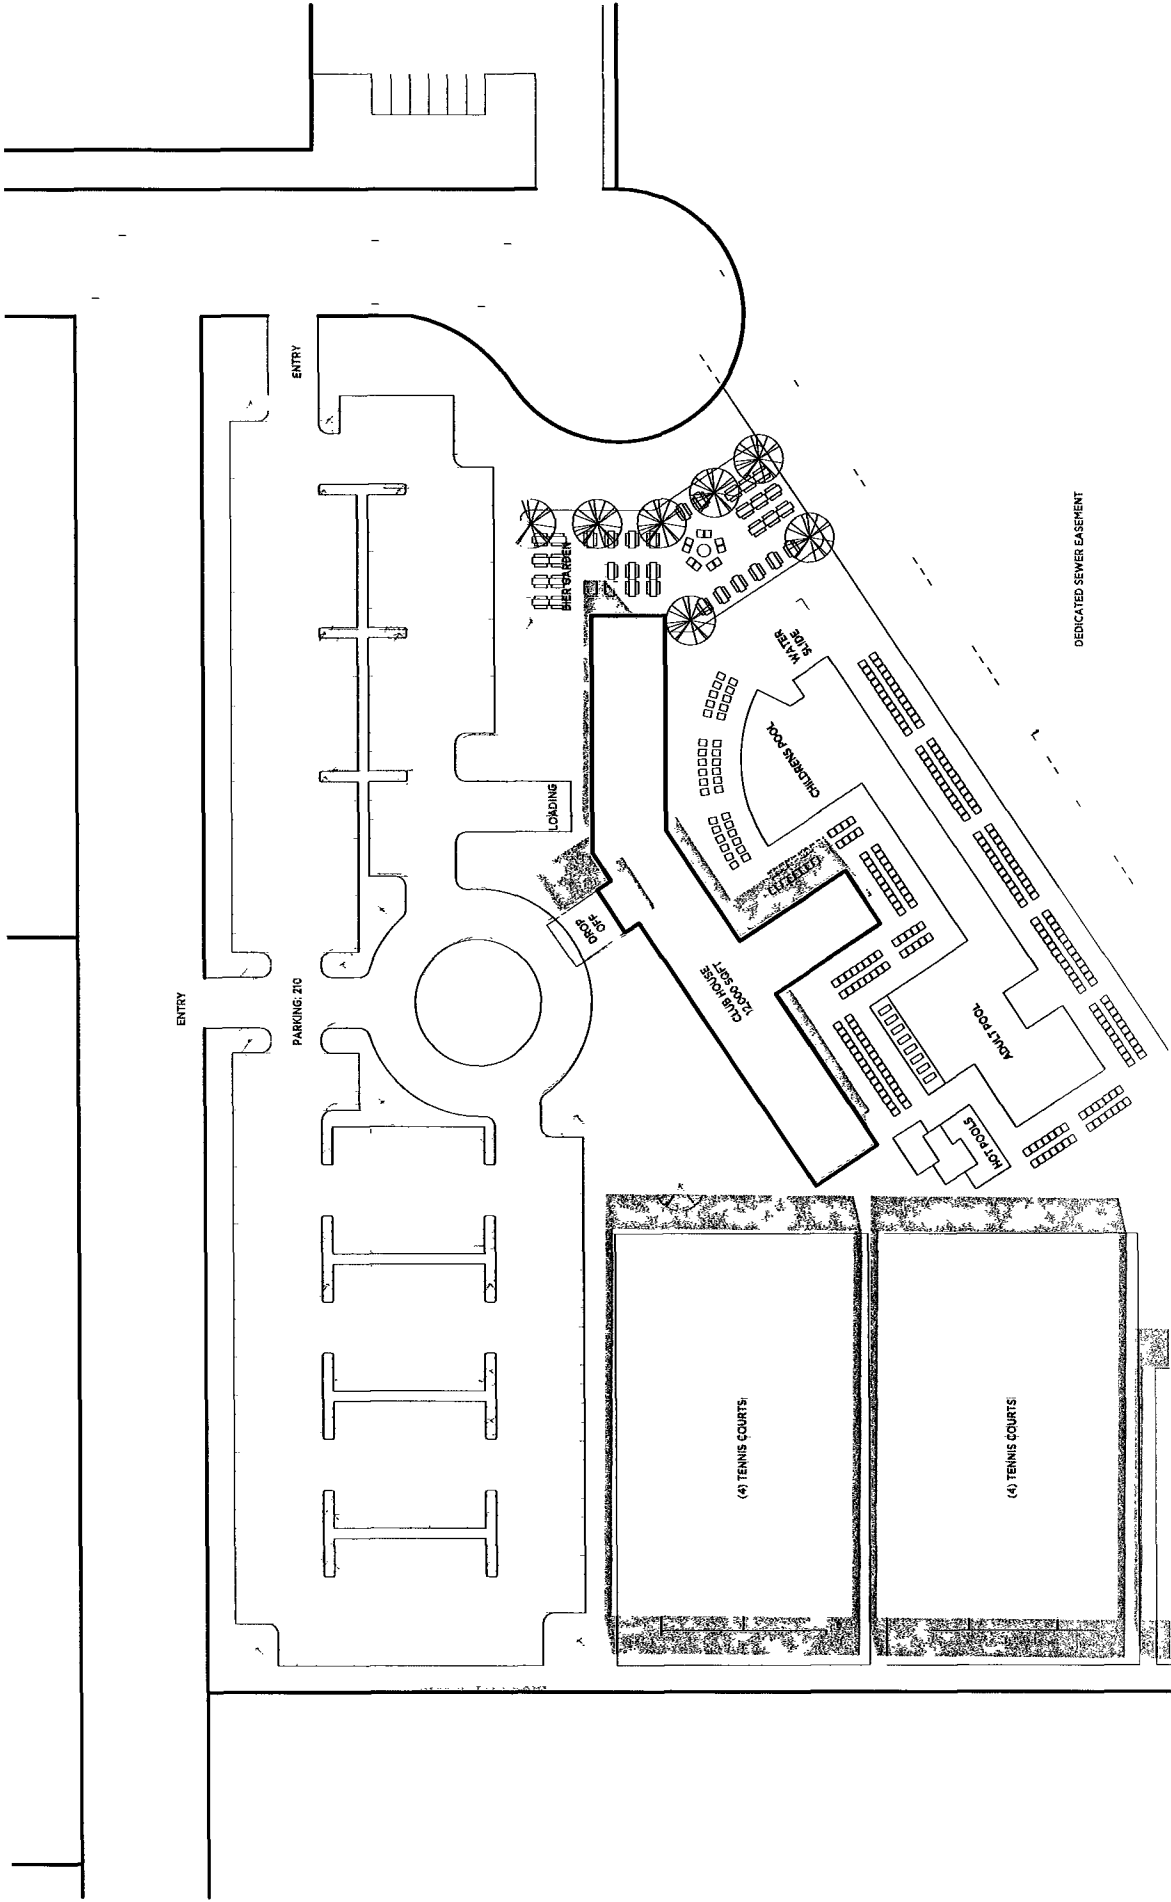 ENTRY
BIER GARDEN
DEDICATED SEWER EASEMENT
WATER
SLIDE
CHILDRENS POOL
LOADING
DROP
OFF
CLUB HOUSE
12,000 SQFT
ENTRY
PARKING: 210
ADULT POOL
HOT POOLS
(4) TENNIS COURTS
(4) TENNIS COURTS